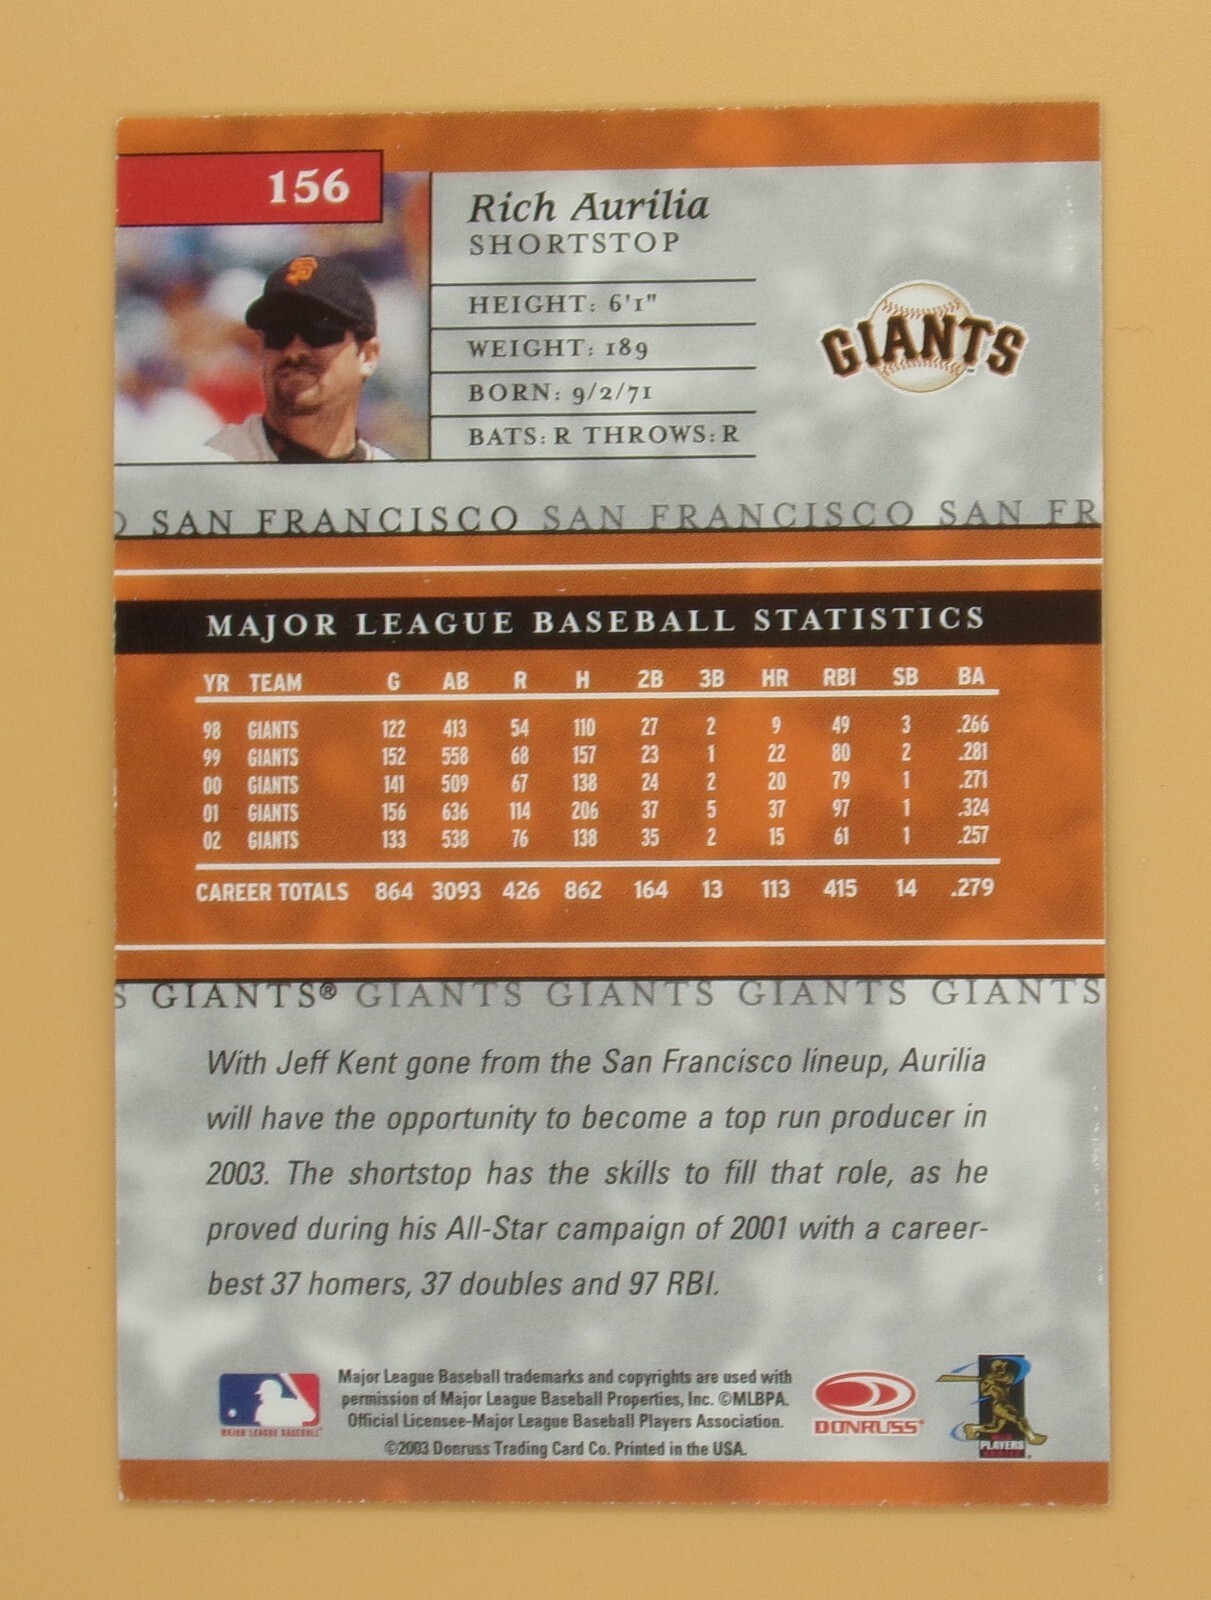 156
Rich Aurilia
SHORTSTOP
HEIGHT: 6'1"
WEIGHT: 189
BORN: 9/2/71
BATS: R THROWS: R
GIANTS
O SAN FRANCISCO SAN FRANCISCO SAN FR
MAJOR LEAGUE BASEBALL STATISTICS
YR TEAM G AB R H 2B 3B HR RBI SB BA
98 GIANTS 122 413 54 110 27 2 9 49 3 .266
99 GIANTS 152 558 68 157 23 1 22 80 2 .281
00 GIANTS 141 509 67 138 24 2 20 79 1 .271
01 GIANTS 156 636 114 206 37 5 37 97 1 .324
02 GIANTS 133 538 76 138 35 2 15 61 1 .257
CAREER TOTALS 864 3093 426 862 164 13 113 415 14 .279
S GIANTS® GIANTS GIANTS GIANTS GIANTS
With Jeff Kent gone from the San Francisco lineup, Aurilia
will have the opportunity to become a top run producer in
2003. The shortstop has the skills to fill that role, as he
proved during his All-Star campaign of 2001 with a career-
best 37 homers, 37 doubles and 97 RBI.
MAJOR LEAGUE BASEBALL
Major League Baseball trademarks and copyrights are used with
permission of Major League Baseball Properties, Inc. ©MLBPA.
Official Licensee-Major League Baseball Players Association.
©2003 Donruss Trading Card Co. Printed in the USA.
DONRUSS
PLAYERS
CHOICE